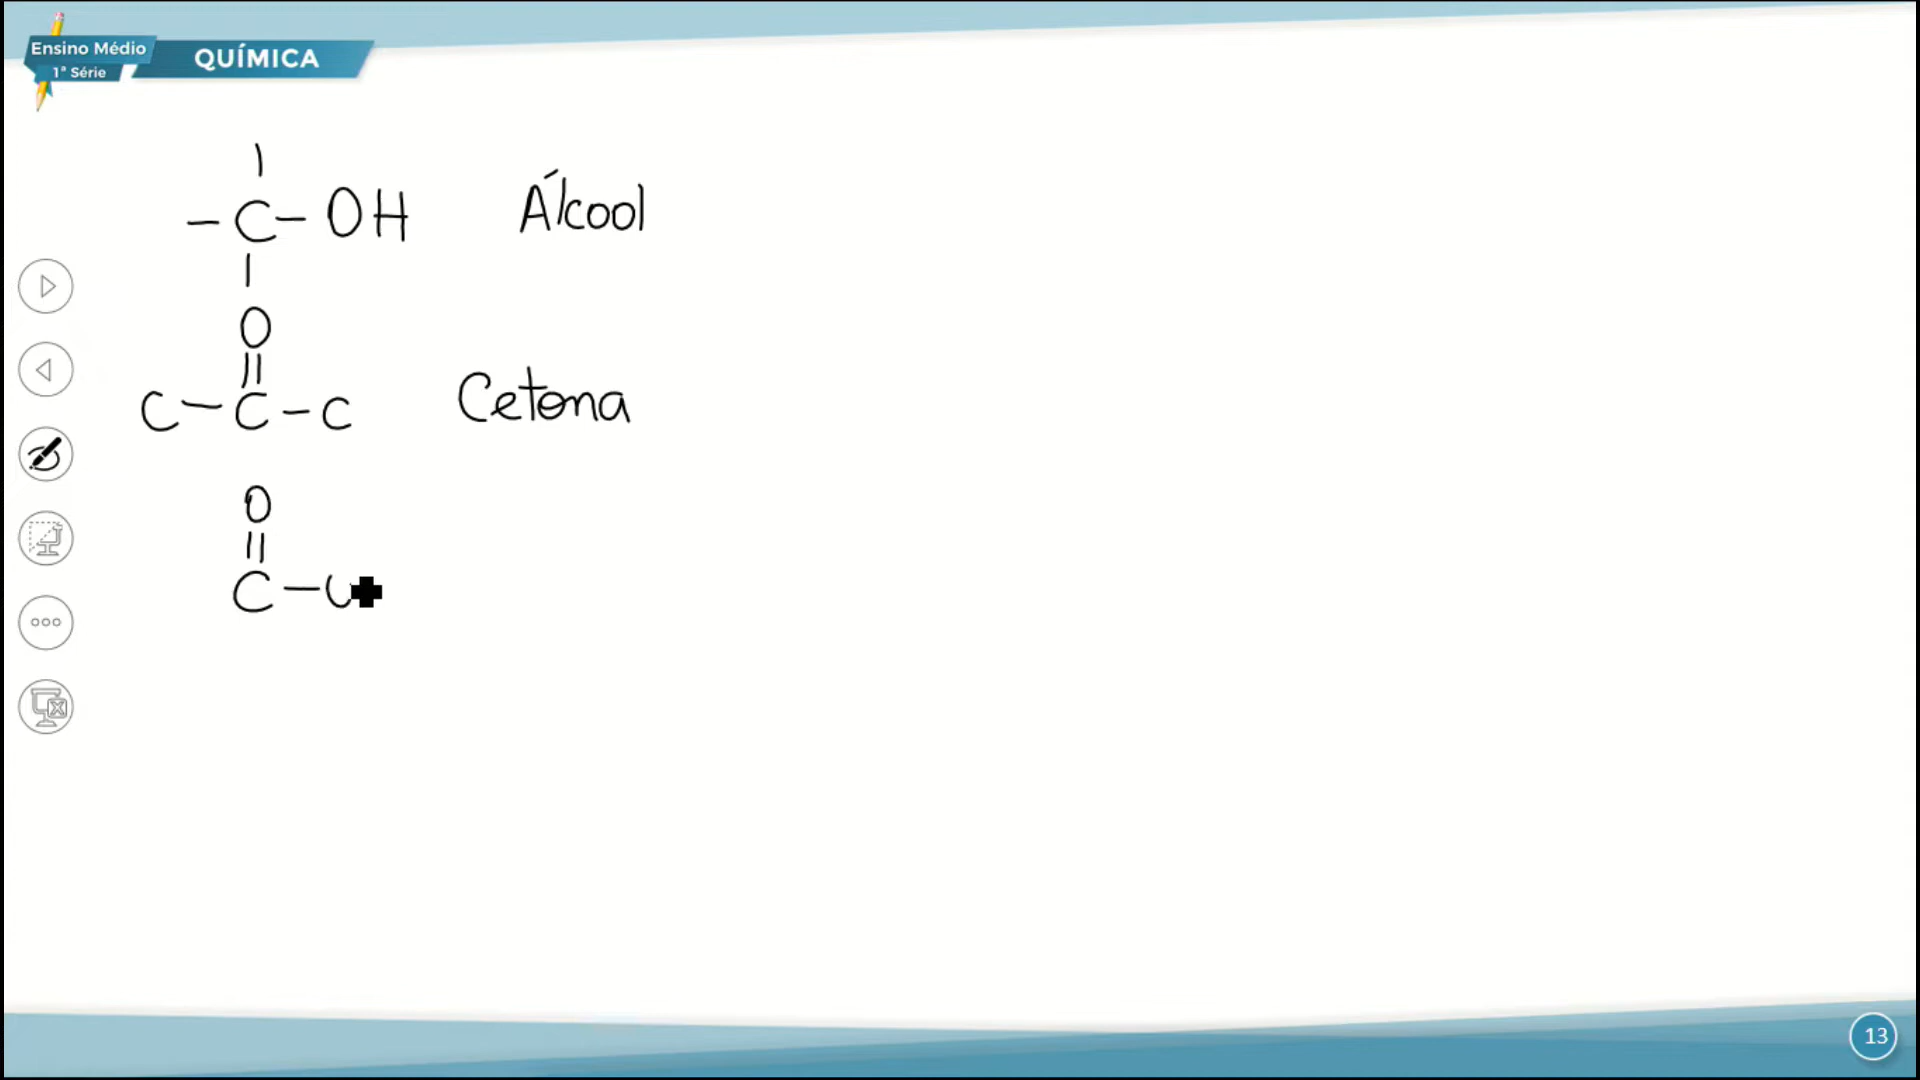 Ensino Médio
1ª Série
QUÍMICA
– C – OH Álcool
O
C – C – C Cetona
O
C –
13